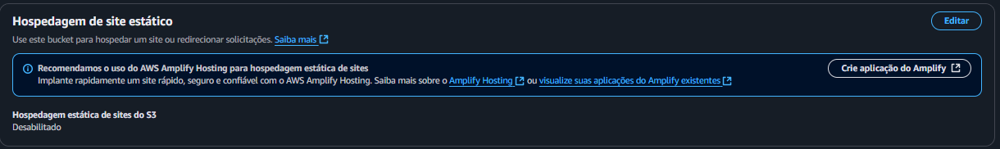 Hospedagem de site estático
Editar
Use este bucket para hospedar um site ou redirecionar solicitações. Saiba mais
Recomendamos o uso do AWS Amplify Hosting para hospedagem estática de sites
Crie aplicação do Amplify
Implante rapidamente um site rápido, seguro e confiável com o AWS Amplify Hosting. Saiba mais sobre o Amplify Hosting ou visualize suas aplicações do Amplify existentes
Hospedagem estática de sites do S3
Desabilitado